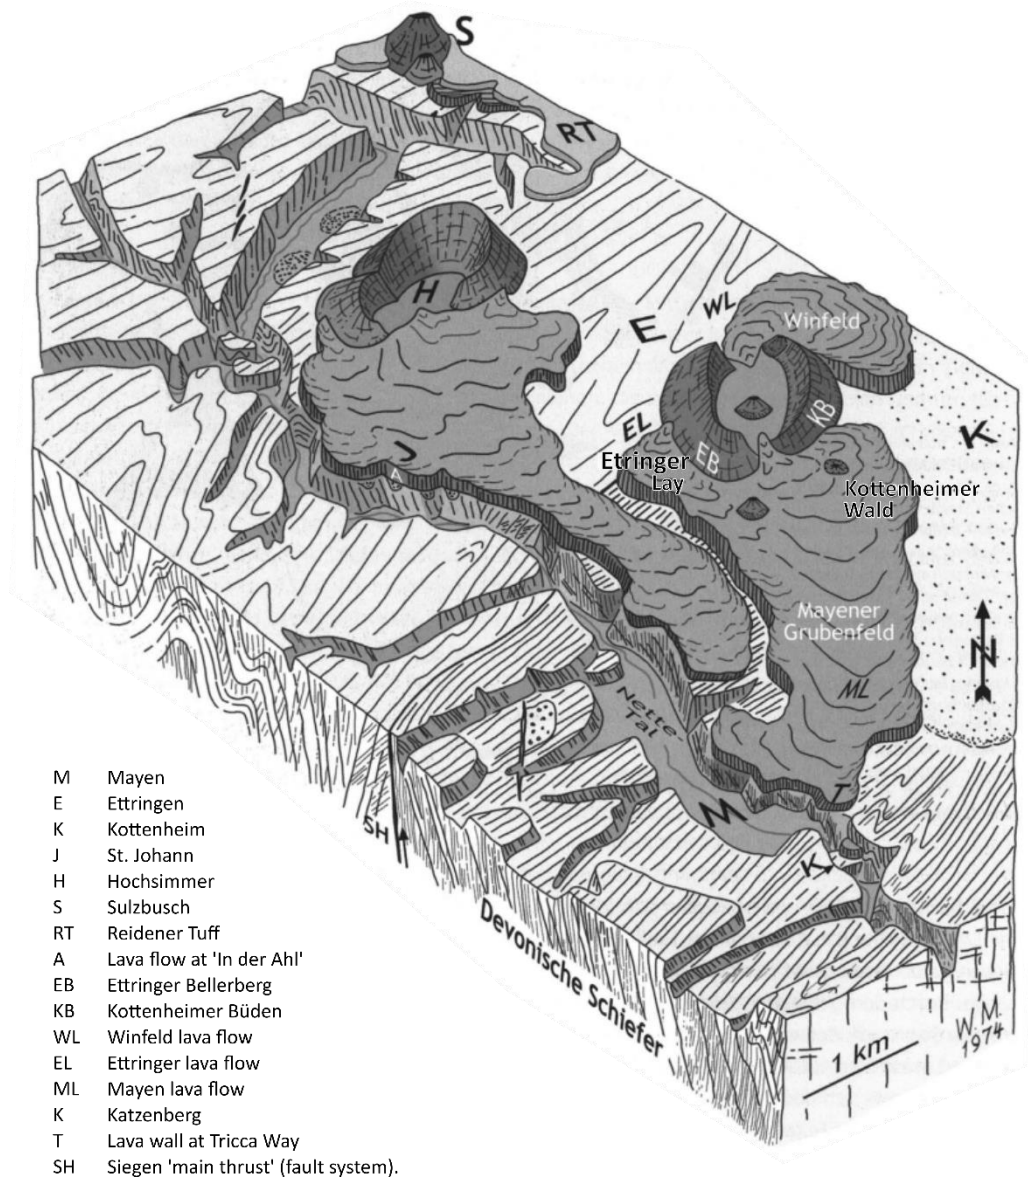 S
RT
H
WL
Winfeld
E
KB
EL
EB
K
J
Etringer
Lay
A
Kottenheimer
Wald
Mayener
Grubenfeld
N
ML
Nette-
Tal
T
M
SH
K
Devonische Schiefer
W.M.
1974
1 km
M Mayen
E Ettringen
K Kottenheim
J St. Johann
H Hochsimmer
S Sulzbusch
RT Reidener Tuff
A Lava flow at 'In der Ahl'
EB Ettringer Bellerberg
KB Kottenheimer Büden
WL Winfeld lava flow
EL Ettringer lava flow
ML Mayen lava flow
K Katzenberg
T Lava wall at Tricca Way
SH Siegen 'main thrust' (fault system).